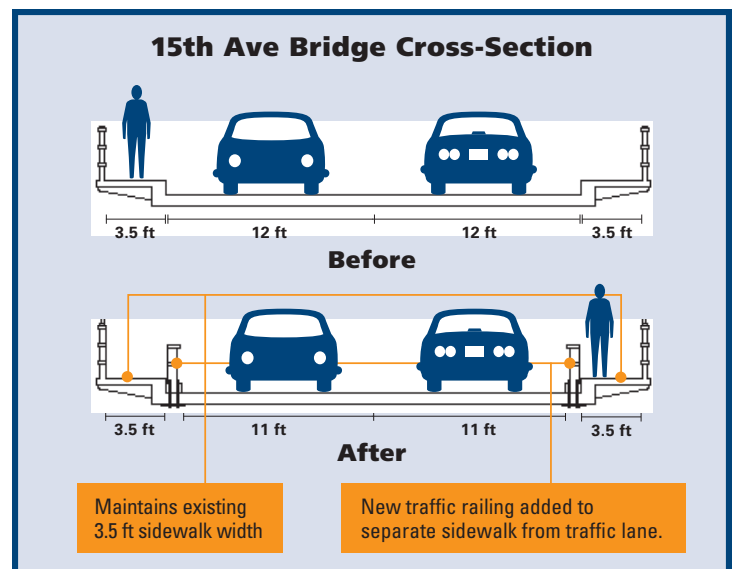 15th Ave Bridge Cross-Section
3.5 ft 12 ft 12 ft 3.5 ft
Before
3.5 ft 11 ft 11 ft 3.5 ft
After
Maintains existing
3.5 ft sidewalk width
New traffic railing added to
separate sidewalk from traffic lane.